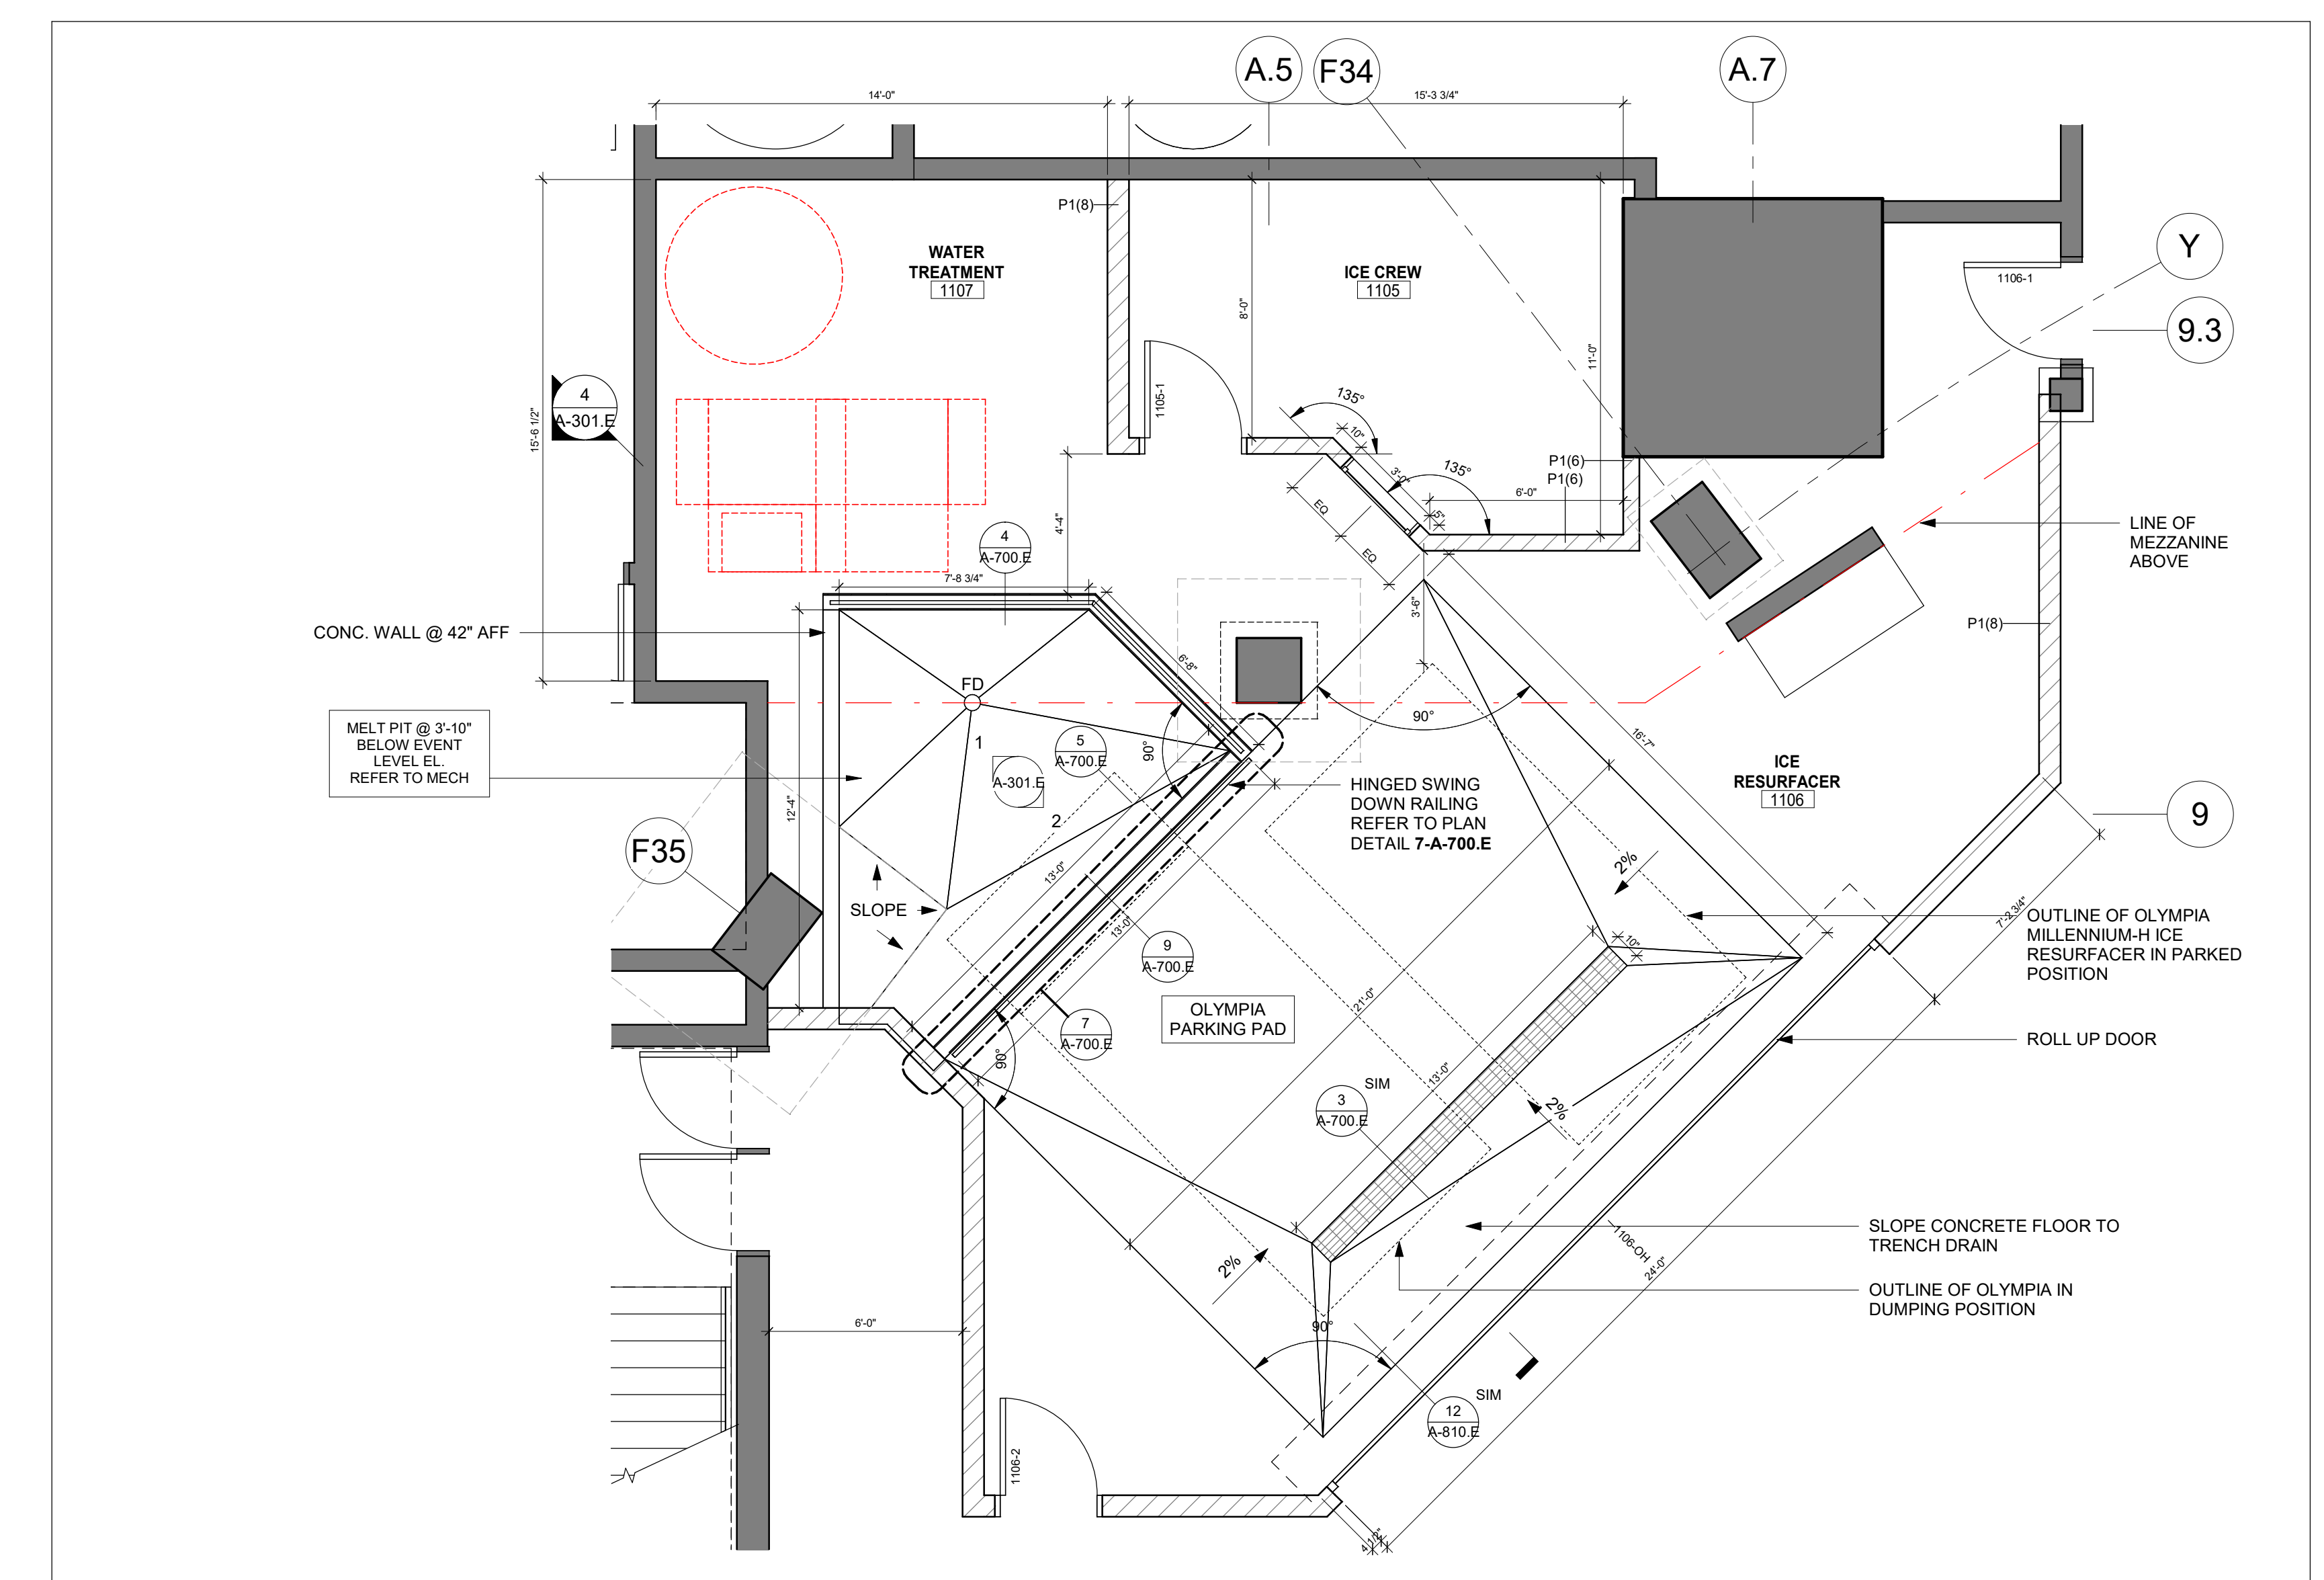 A.5
F34
A.7
14'-0"
15'-3 3/4"
P1(8)
WATER
TREATMENT
1107
ICE CREW
1105
Y
1106-1
9.3
8'-0"
11'-0"
15'-6 1/2"
4
A-301.E
1105-1
135°
10"
3'-0"
135°
5"
6'-0"
P1(6)
P1(6)
EQ
EQ
4'-4"
4
A-700.E
7'-8 3/4"
LINE OF
MEZZANINE
ABOVE
CONC. WALL @ 42" AFF
P1(8)
3'-6"
6'-8"
FD
90°
16'-7"
MELT PIT @ 3'-10"
BELOW EVENT
LEVEL EL.
REFER TO MECH
1
A-301.E
2
5
A-700.E
90°
HINGED SWING
DOWN RAILING
REFER TO PLAN
DETAIL 7-A-700.E
ICE
RESURFACER
1106
9
12'-4"
F35
SLOPE
13'-0"
13'-0"
9
A-700.E
2%
10"
7'-2 3/4"
OUTLINE OF OLYMPIA
MILLENNIUM-H ICE
RESURFACER IN PARKED
POSITION
OLYMPIA
PARKING PAD
21'-0"
7
A-700.E
90°
ROLL UP DOOR
13'-0"
SIM
3
A-700.E
2%
SLOPE CONCRETE FLOOR TO
TRENCH DRAIN
1106-OH
24'-0"
2%
OUTLINE OF OLYMPIA IN
DUMPING POSITION
6'-0"
90°
SIM
12
A-810.E
1106-2
4 1/2"